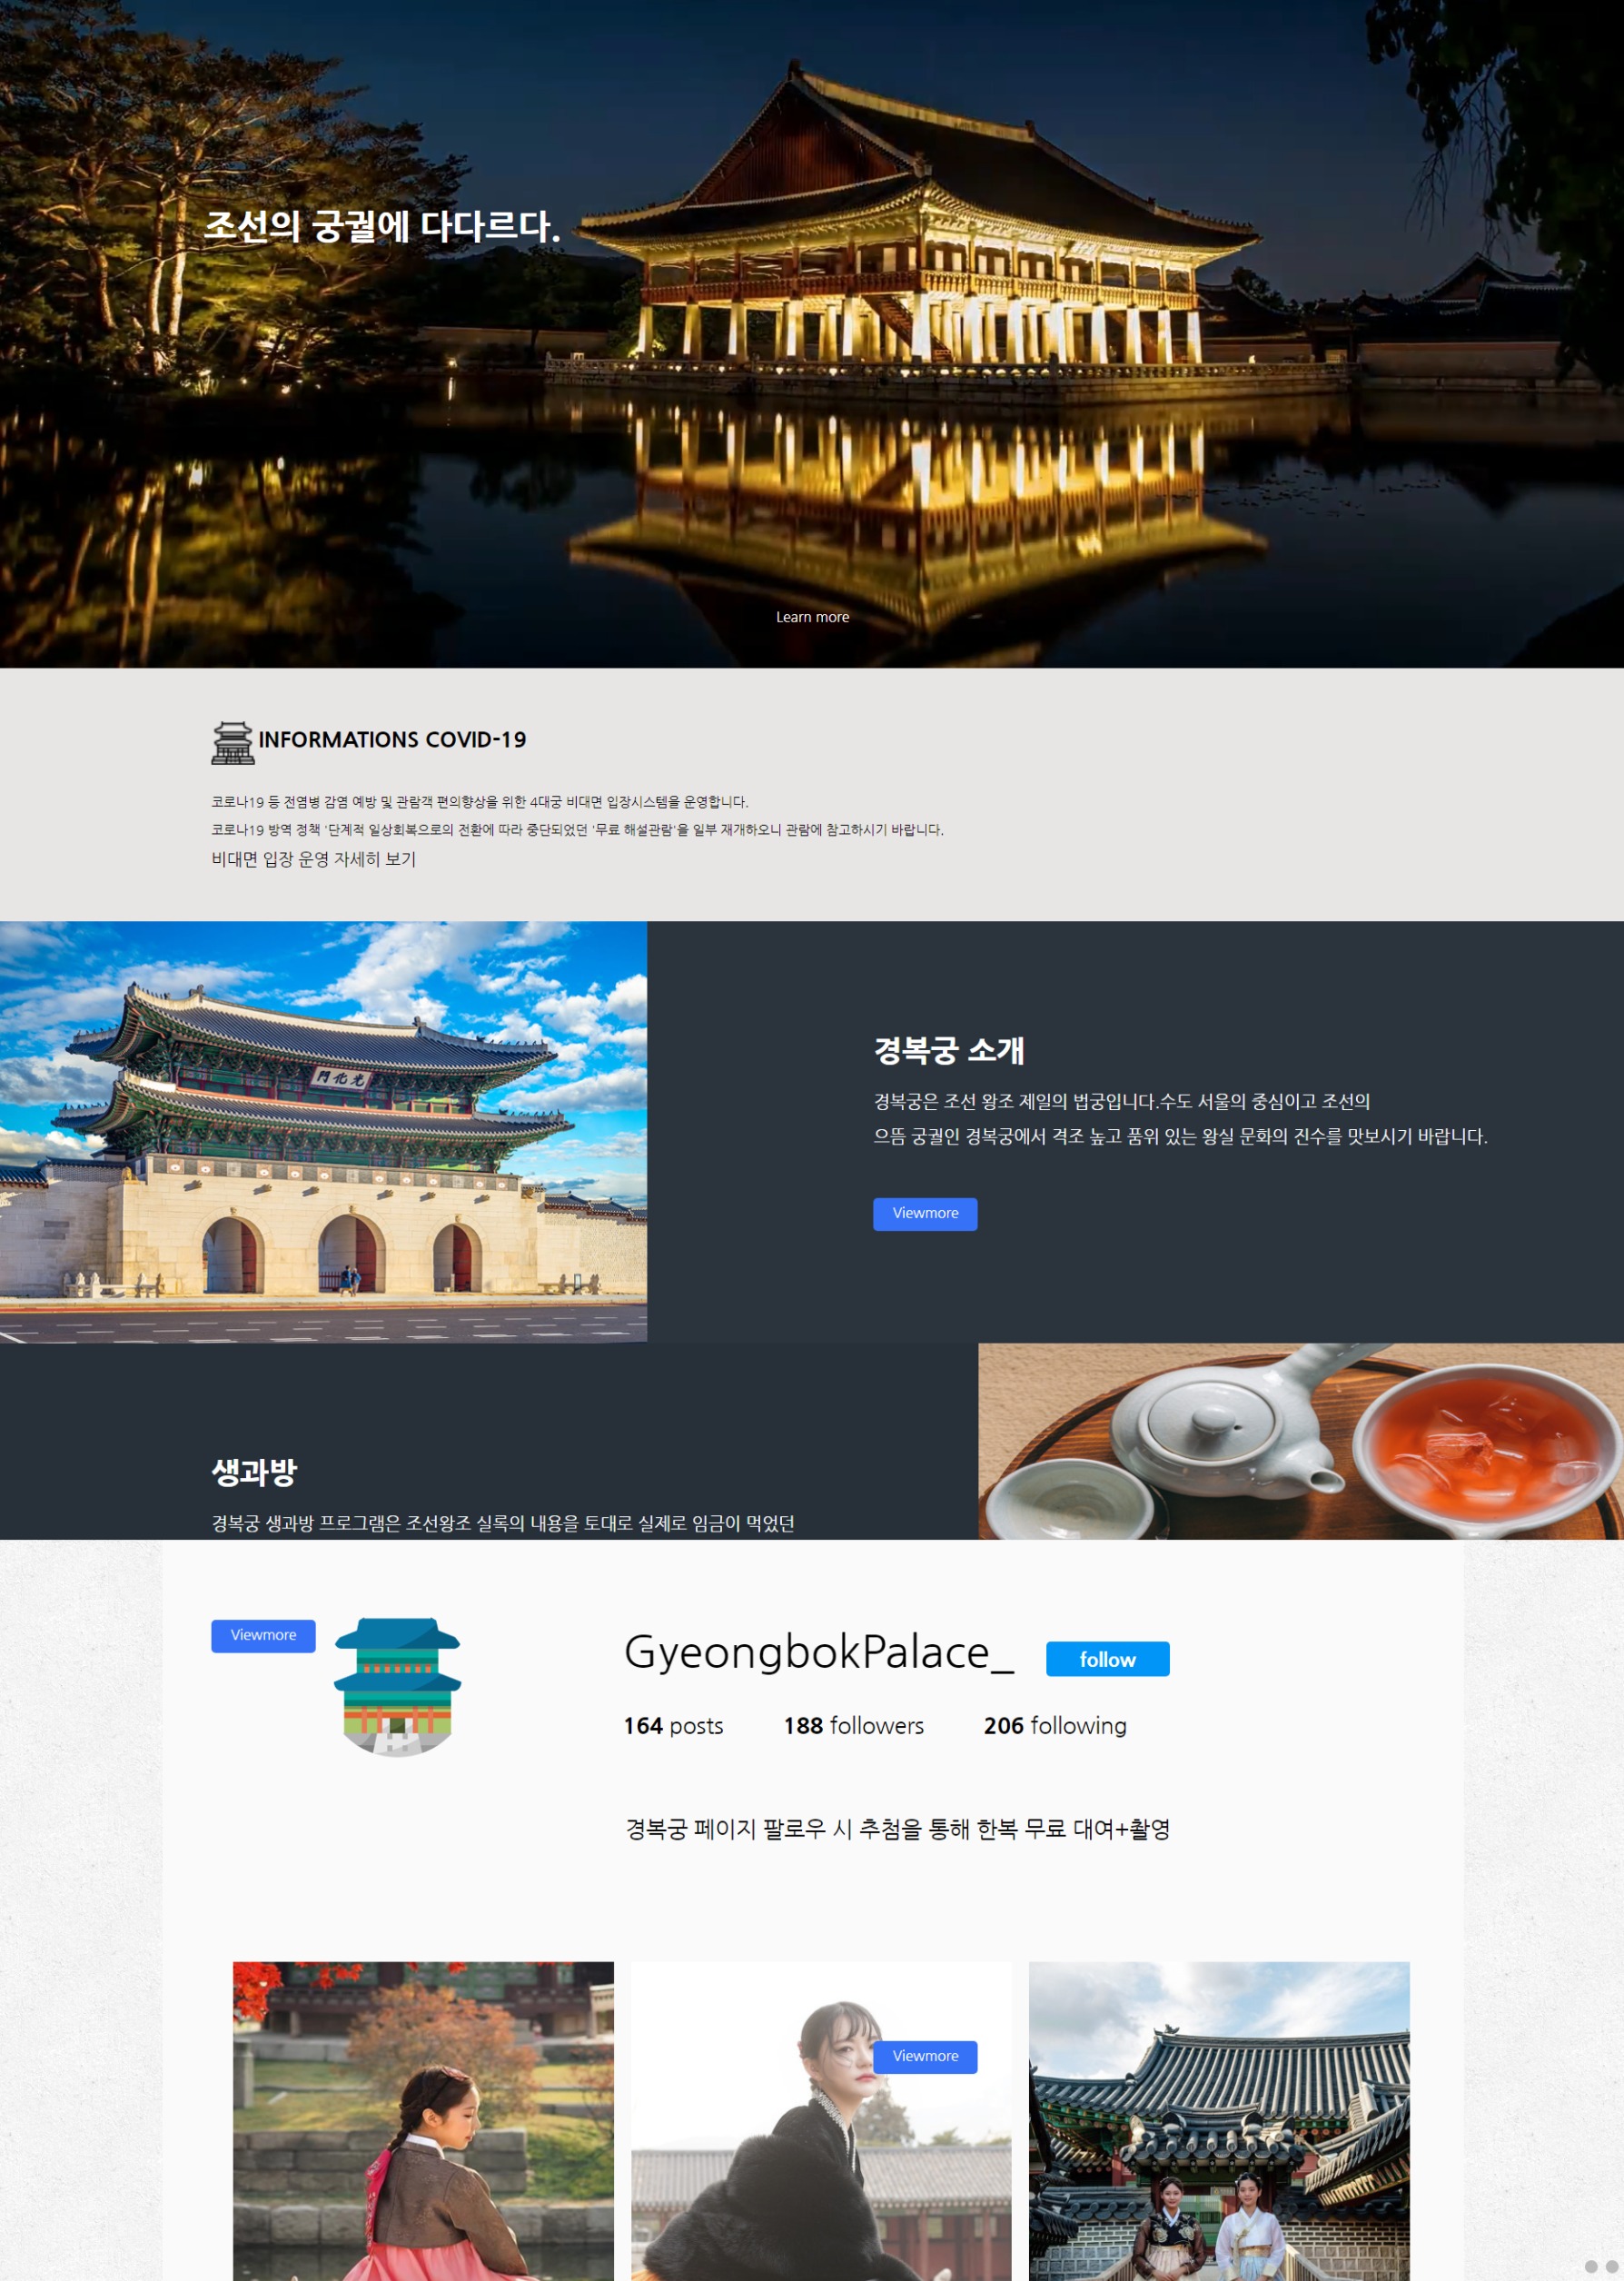 조선의 궁궐에 다다르다.
Learn more
INFORMATIONS COVID-19
코로나19 등 전염병 감염 예방 및 관람객 편의향상을 위한 4대궁 비대면 입장시스템을 운영합니다.
코로나19 방역 정책 '단계적 일상회복으로의 전환에 따라 중단되었던 '무료 해설관람'을 일부 재개하오니 관람에 참고하시기 바랍니다.
비대면 입장 운영 자세히 보기
門化光
경복궁 소개
경복궁은 조선 왕조 제일의 법궁입니다.수도 서울의 중심이고 조선의
으뜸 궁궐인 경복궁에서 격조 높고 품위 있는 왕실 문화의 진수를 맛보시기 바랍니다.
Viewmore
생과방
경복궁 생과방 프로그램은 조선왕조 실록의 내용을 토대로 실제로 임금이 먹었던
Viewmore
GyeongbokPalace_
follow
164 posts 188 followers 206 following
경복궁 페이지 팔로우 시 추첨을 통해 한복 무료 대여+촬영
Viewmore